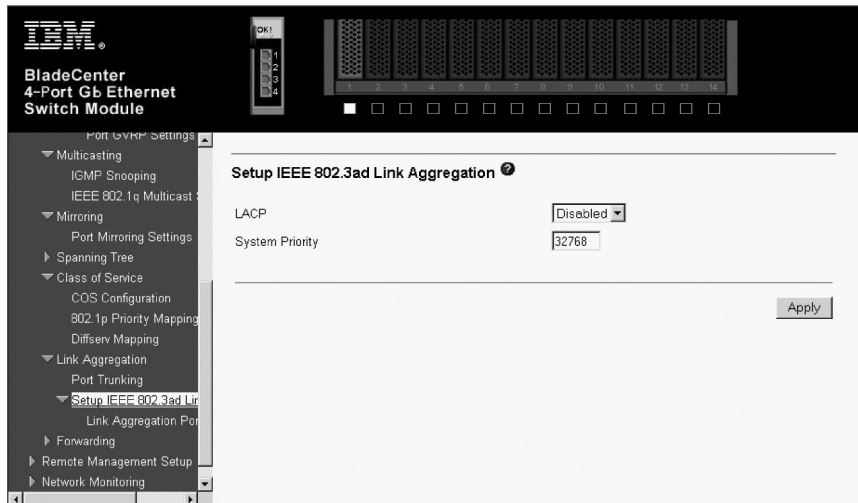 IBM®
BladeCenter
4-Port Gb Ethernet
Switch Module
OK!
1
2
3
4
1 2 3 4 5 6 7 8 9 10 11 12 13 14
Port GVRP Settings
Multicasting
IGMP Snooping
IEEE 802.1q Multicast
Mirroring
Port Mirroring Settings
Spanning Tree
Class of Service
COS Configuration
802.1p Priority Mapping
Diffserv Mapping
Link Aggregation
Port Trunking
Setup IEEE 802.3ad Lin
Link Aggregation Por
Forwarding
Remote Management Setup
Network Monitoring
Setup IEEE 802.3ad Link Aggregation ?
LACP Disabled
System Priority 32768
Apply